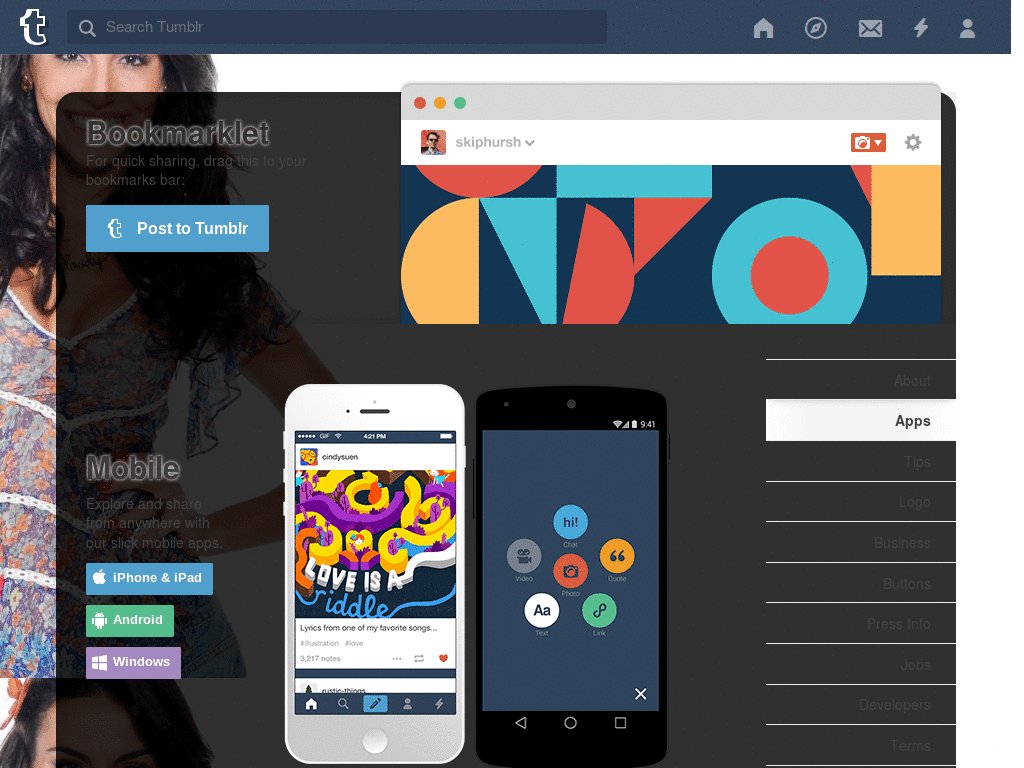 Search Tumblr
Bookmarklet
For quick sharing, drag this to your
bookmarks bar:
Post to Tumblr
skiphursh
About
Apps
Tips
Logo
Business
Buttons
Press Info
Jobs
Developers
Terms
Mobile
Explore and share
from anywhere with
our slick mobile apps.
iPhone & iPad
Android
Windows
GIF
4:21 PM
cindysuen
LOVE IS A
riddle
Lyrics from one of my favorite songs...
#illustration #love
3,217 notes
rustic-things
9:41
hi!
Chat
Video
Quote
Photo
Aa
Text
Link